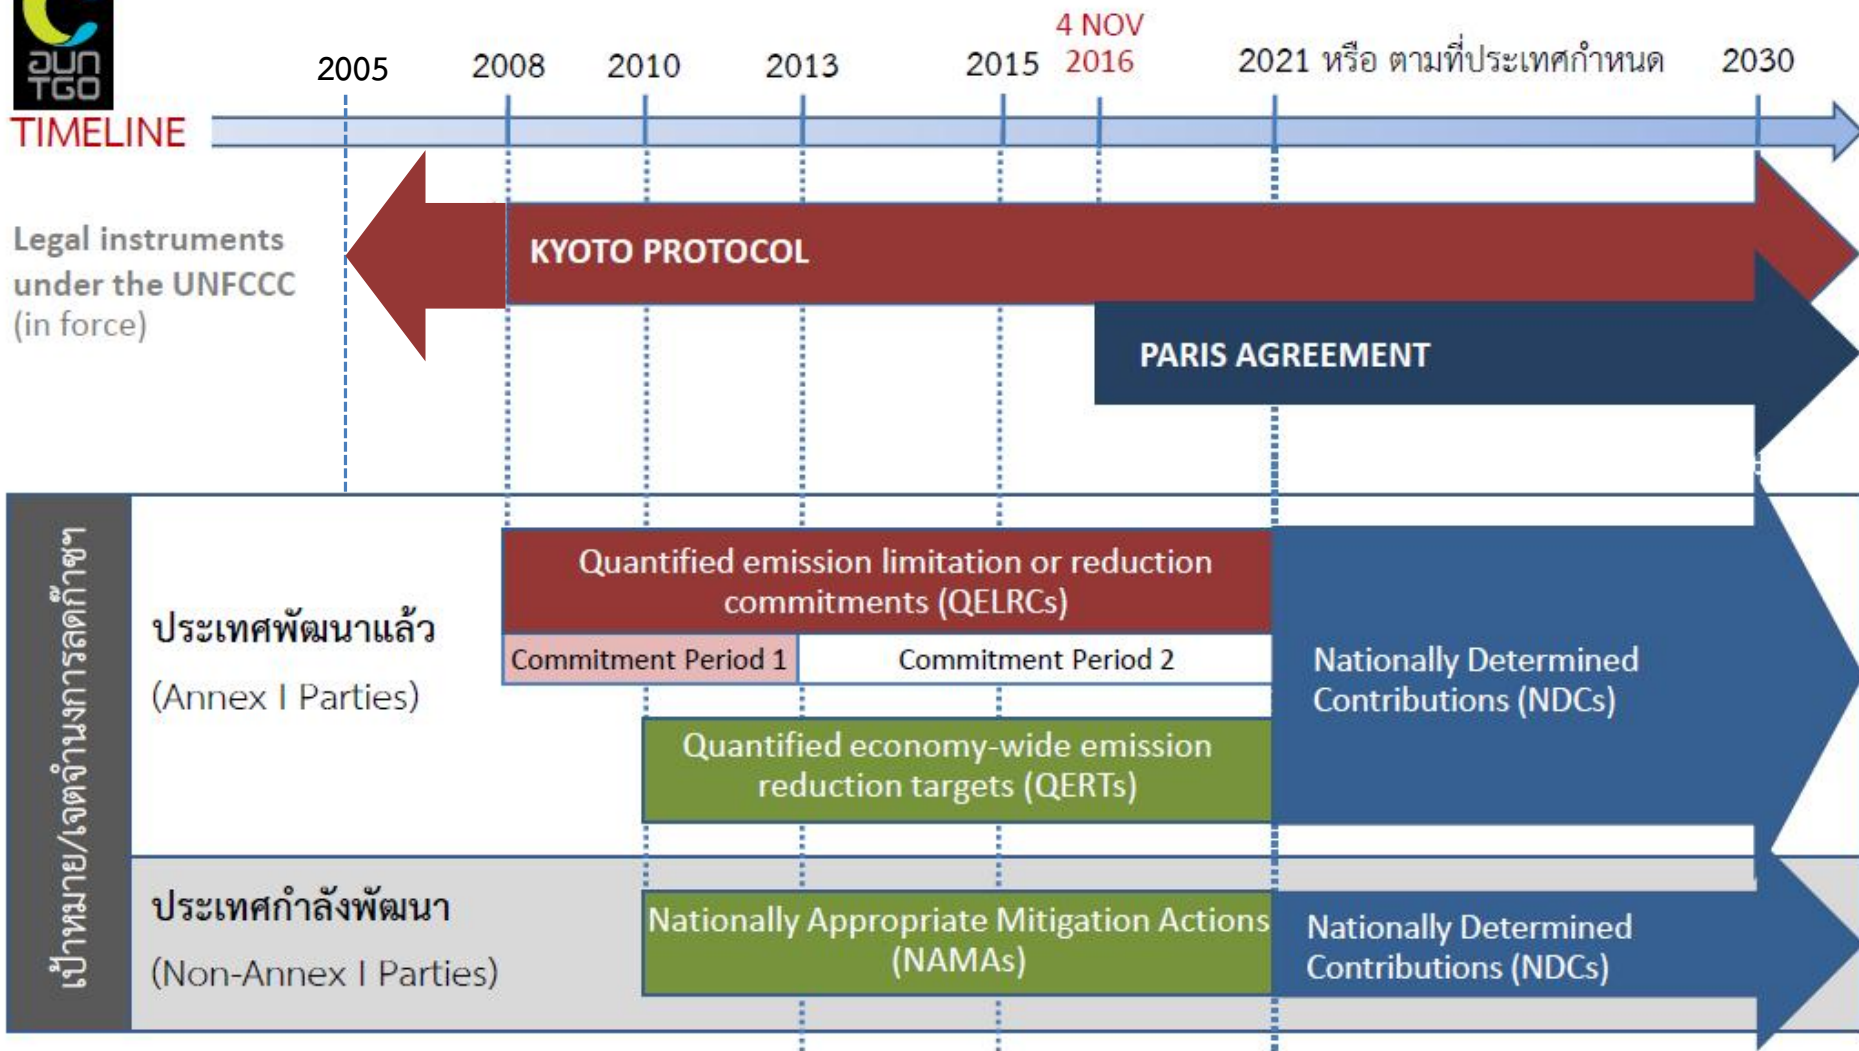 อบก
TGO
TIMELINE
2005
2008
2010
2013
2015
4 NOV
2016
2021 หรือ ตามที่ประเทศกำหนด
2030
Legal instruments
under the UNFCCC
(in force)
KYOTO PROTOCOL
PARIS AGREEMENT
เป้าหมาย/เจตจำนงการลดก๊าซฯ
ประเทศพัฒนาแล้ว
(Annex I Parties)
Quantified emission limitation or reduction
commitments (QELRCs)
Commitment Period 1
Commitment Period 2
Quantified economy-wide emission
reduction targets (QERTs)
Nationally Determined
Contributions (NDCs)
ประเทศกำลังพัฒนา
(Non-Annex I Parties)
Nationally Appropriate Mitigation Actions
(NAMAs)
Nationally Determined
Contributions (NDCs)